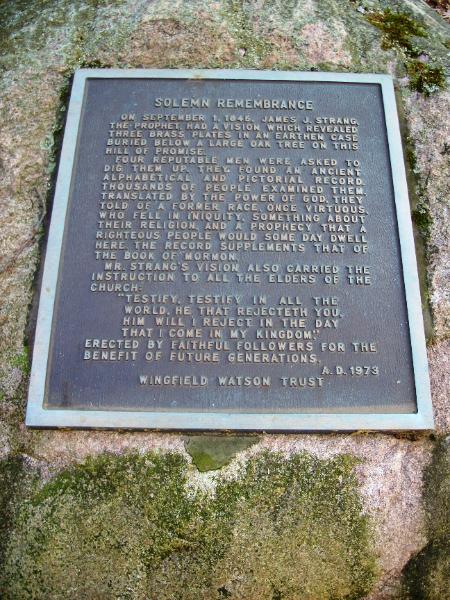 SOLEMN REMEMBRANCE
ON SEPTEMBER 1, 1846, JAMES J. STRANG,
THE PROPHET, HAD A VISION WHICH REVEALED
THREE BRASS PLATES IN AN EARTHEN CASE
BURIED BELOW A LARGE OAK TREE ON THIS
HILL OF PROMISE.
FOUR REPUTABLE MEN WERE ASKED TO
DIG THEM UP. THEY FOUND AN ANCIENT
ALPHABETICAL AND PICTORIAL RECORD.
THOUSANDS OF PEOPLE EXAMINED THEM.
TRANSLATED BY THE POWER OF GOD, THEY
TOLD OF A FORMER RACE, ONCE VIRTUOUS,
WHO FELL IN INIQUITY, SOMETHING ABOUT
THEIR RELIGION, AND A PROPHECY THAT A
RIGHTEOUS PEOPLE WOULD SOME DAY DWELL
HERE. THE RECORD SUPPLEMENTS THAT OF
THE BOOK OF MORMON.
MR. STRANG'S VISION ALSO CARRIED THE
INSTRUCTION TO ALL THE ELDERS OF THE
CHURCH:
"TESTIFY, TESTIFY IN ALL THE
WORLD. HE THAT REJECTETH YOU,
HIM WILL I REJECT IN THE DAY
THAT I COME IN MY KINGDOM."
ERECTED BY FAITHFUL FOLLOWERS FOR THE
BENEFIT OF FUTURE GENERATIONS.
A.D. 1973
WINGFIELD WATSON TRUST